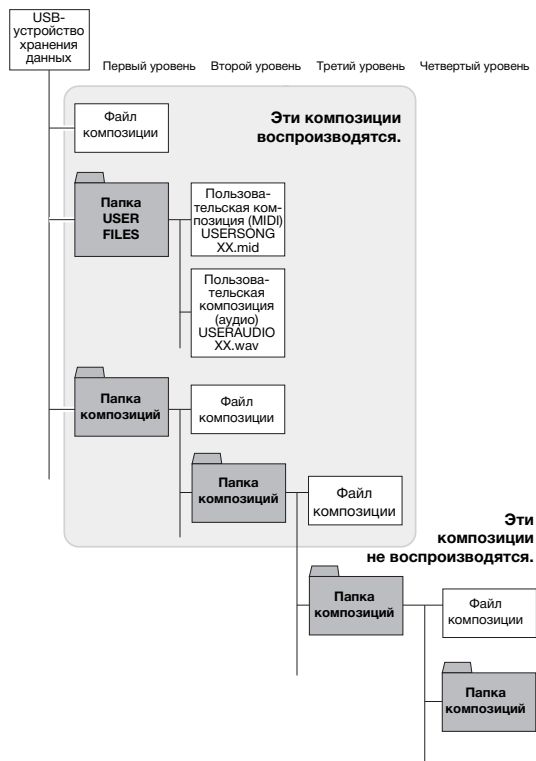 USB-
устройство
хранения
данных
Первый уровень
Второй уровень
Третий уровень
Четвертый уровень
Файл
композиции
Эти композиции
воспроизводятся.
Папка
USER
FILES
Пользова-
тельская ком-
позиция (MIDI)
USERSONG
XX.mid
Пользова-
тельская
композиция
(аудио)
USERAUDIO
XX.wav
Папка
композиций
Файл
композиции
Папка
композиций
Файл
композиции
Эти
композиции
не воспроизводятся.
Папка
композиций
Файл
композиции
Папка
композиций